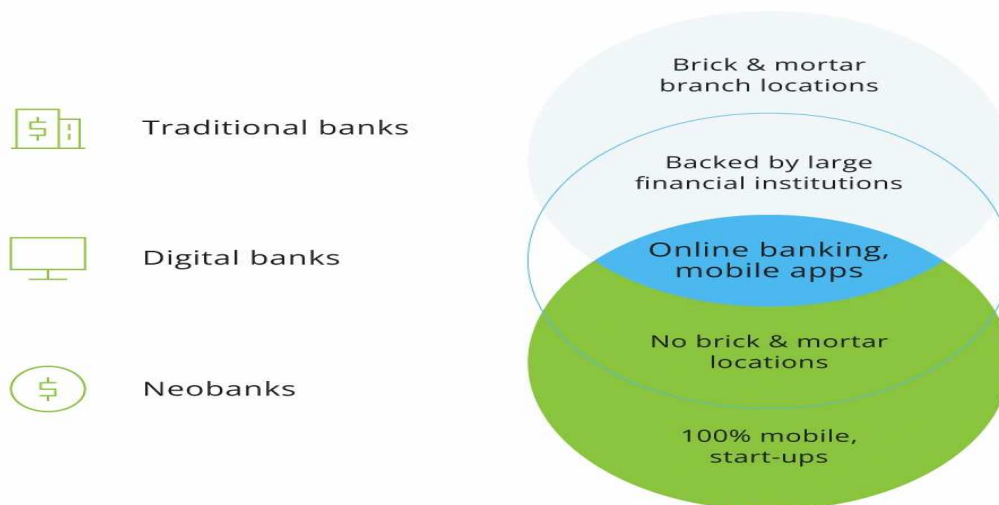 Traditional banks
Digital banks
Neobanks
Brick & mortar
branch locations
Backed by large
financial institutions
Online banking,
mobile apps
No brick & mortar
locations
100% mobile,
start-ups